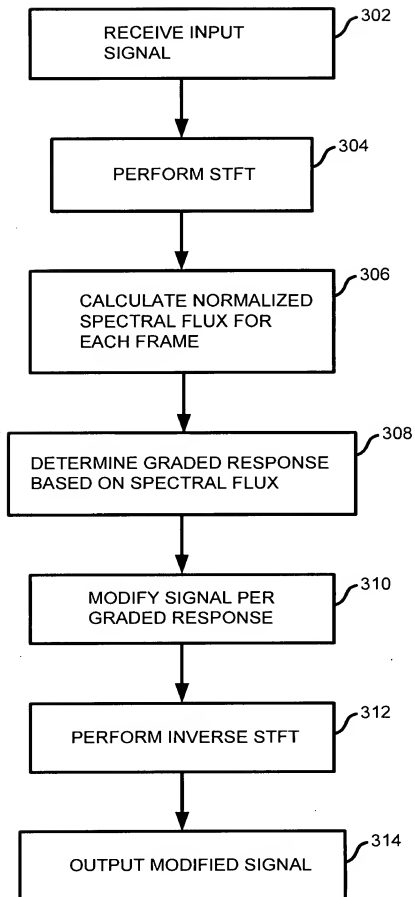 302
RECEIVE INPUT
SIGNAL
304
PERFORM STFT
306
CALCULATE NORMALIZED
SPECTRAL FLUX FOR
EACH FRAME
308
DETERMINE GRADED RESPONSE
BASED ON SPECTRAL FLUX
310
MODIFY SIGNAL PER
GRADED RESPONSE
312
PERFORM INVERSE STFT
314
OUTPUT MODIFIED SIGNAL